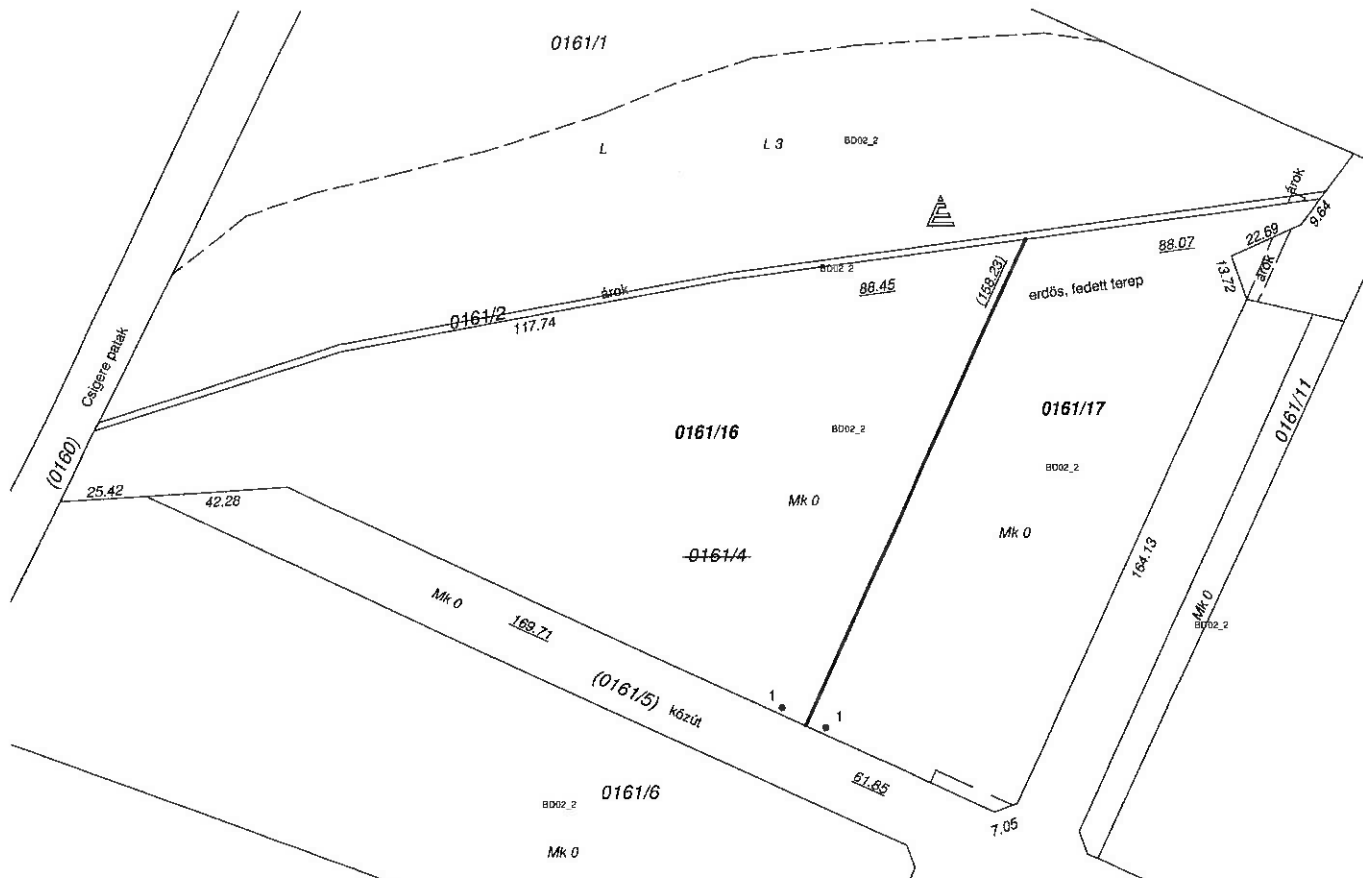 0161/1
L
L 3
BD02_2
árok
9.64
22.69
88.07
árok
13.72
(158.23)
erdös, fedett terep
BD02_2
88.45
árok
0161/2
117.74
Csigere patak
(0160)
0161/17
0161/11
0161/16
BD02_2
BD02_2
25.42
42.28
Mk 0
Mk 0
0161/4
164.13
Mk 0
169.71
Mk 0
BD02_2
(0161/5) közút
1
1
61.85
7.05
BD02_2
0161/6
Mk 0